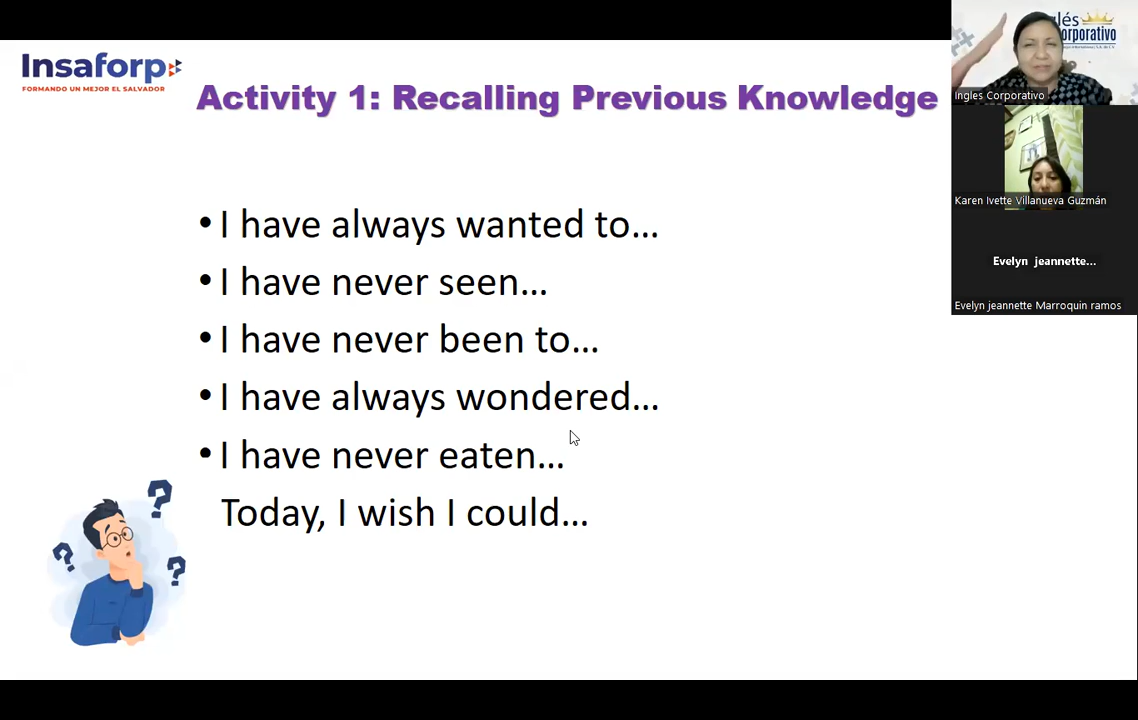 Insaforp
FORMANDO UN MEJOR EL SALVADOR
Activity 1: Recalling Previous Knowledge
• I have always wanted to...
• I have never seen...
• I have never been to...
• I have always wondered...
• I have never eaten...
Today, I wish I could...
glés
orporativo
Ingles Corporativo
Karen Ivette Villanueva Guzmán
Evelyn jeannette...
Evelyn jeannette Marroquin ramos